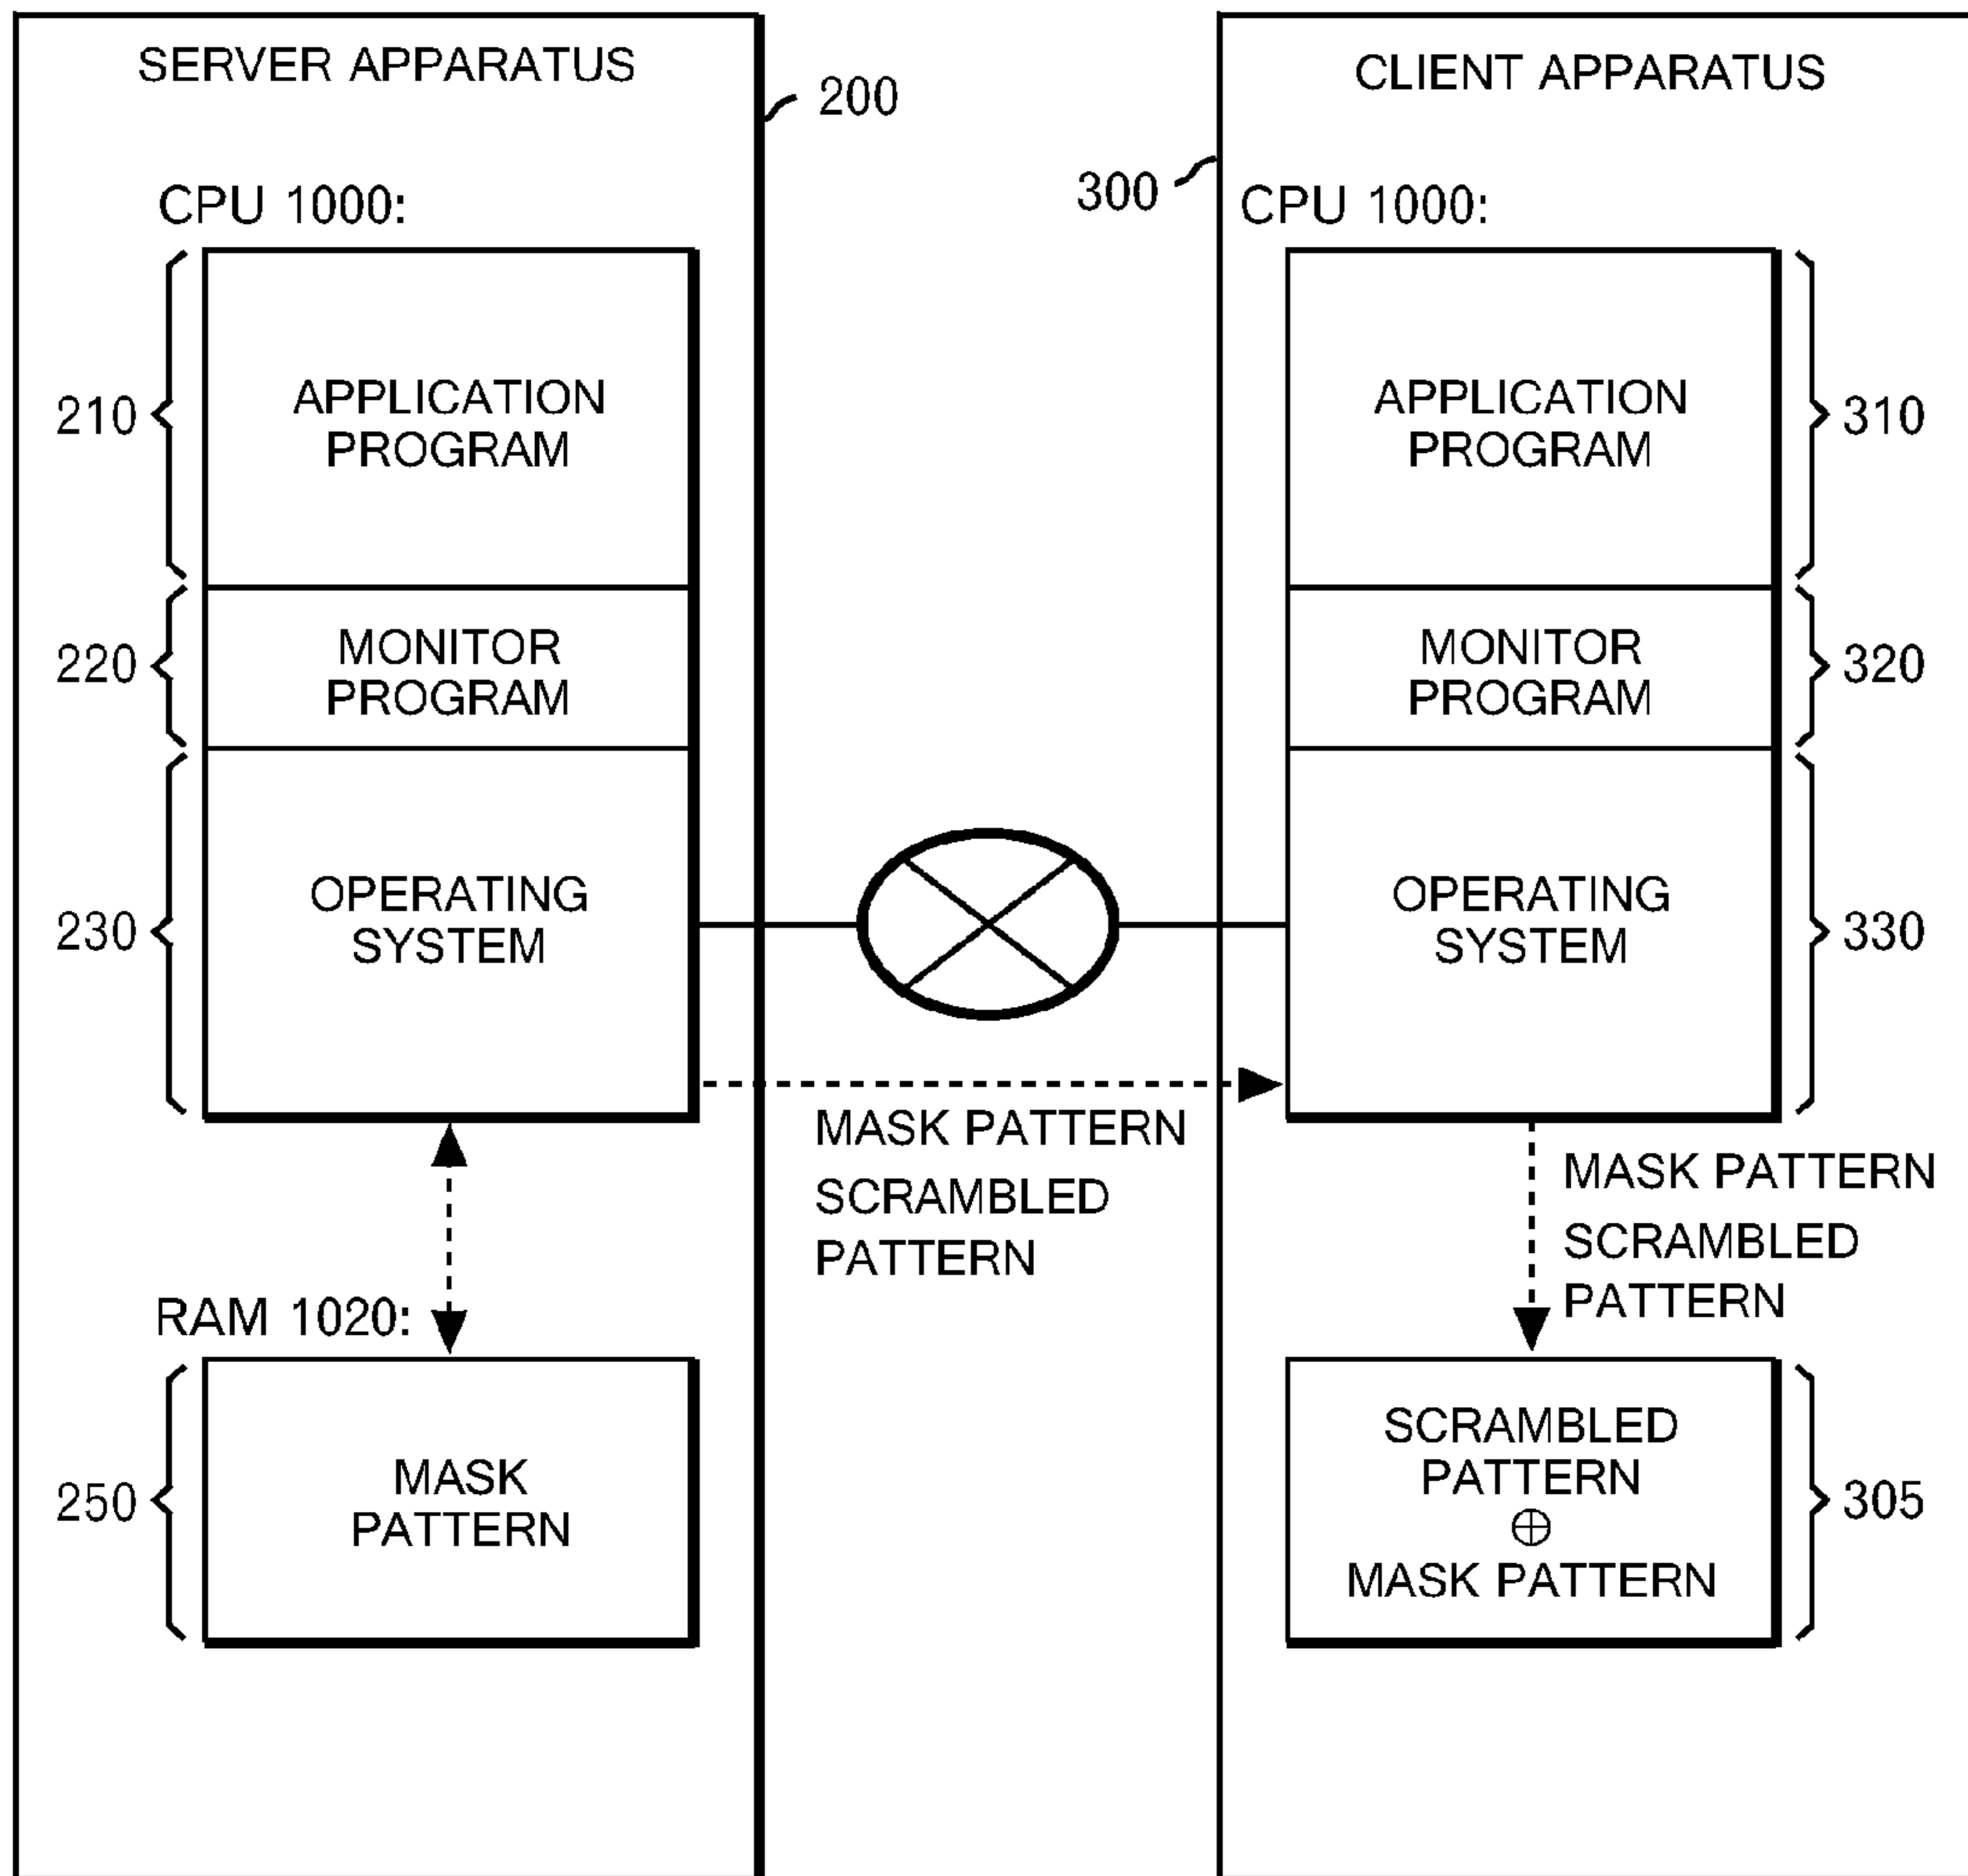 SERVER APPARATUS
200
CPU 1000:
210
APPLICATION
PROGRAM
220
MONITOR
PROGRAM
230
OPERATING
SYSTEM
RAM 1020:
250
MASK
PATTERN
MASK PATTERN
SCRAMBLED
PATTERN
CLIENT APPARATUS
300
CPU 1000:
APPLICATION
PROGRAM
310
MONITOR
PROGRAM
320
OPERATING
SYSTEM
330
MASK PATTERN
SCRAMBLED
PATTERN
SCRAMBLED
PATTERN
⊕
MASK PATTERN
305